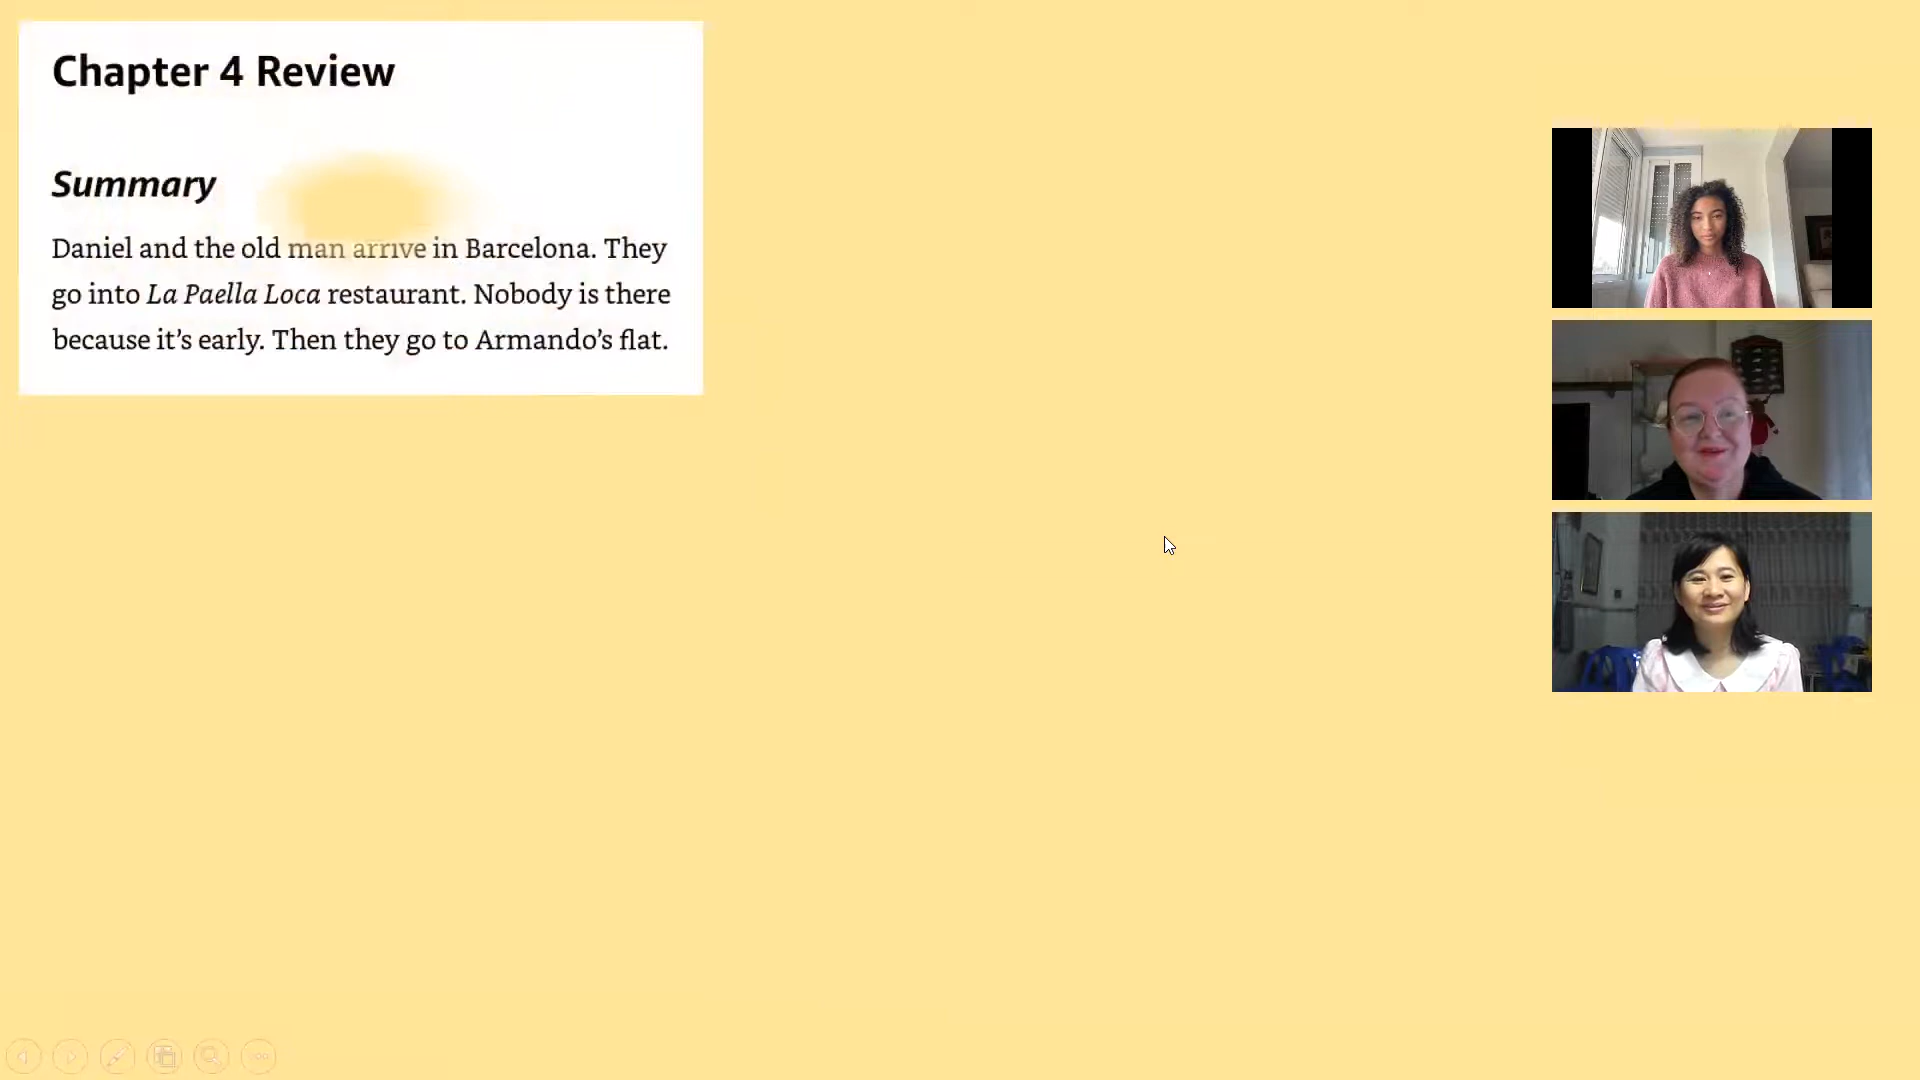 Chapter 4 Review
Summary
Daniel and the old man arrive in Barcelona. They
go into La Paella Loca restaurant. Nobody is there
because it’s early. Then they go to Armando’s flat.